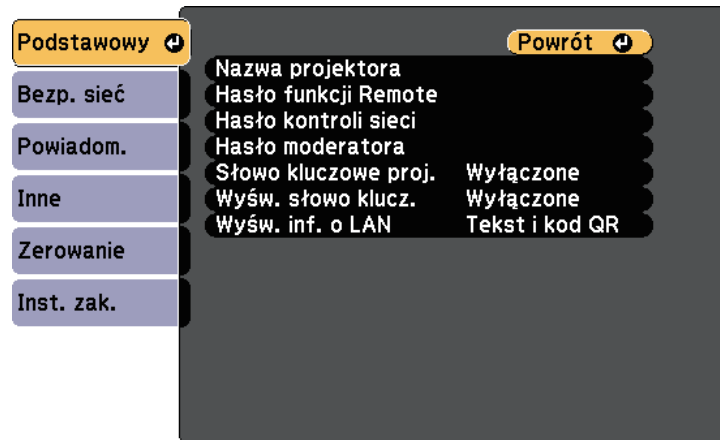 Podstawowy
Powrót
Nazwa projektora
Bezp. sieć
Hasło funkcji Remote
Hasło kontroli sieci
Powiadom.
Hasło moderatora
Słowo kluczowe proj. Wyłączone
Inne
Wyśw. słowo klucz. Wyłączone
Wyśw. inf. o LAN Tekst i kod QR
Zerowanie
Inst. zak.